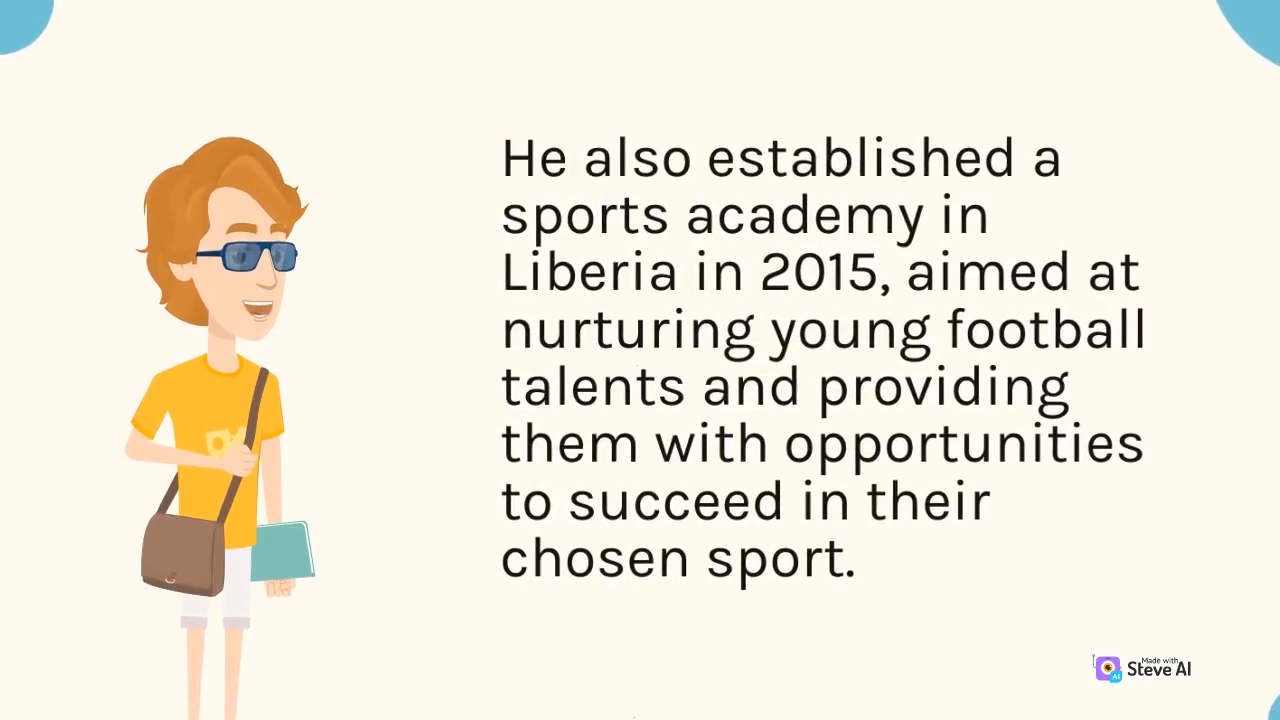 He also established a
sports academy in
Liberia in 2015, aimed at
nurturing young football
talents and providing
them with opportunities
to succeed in their
chosen sport.
Made with
Steve AI
AI